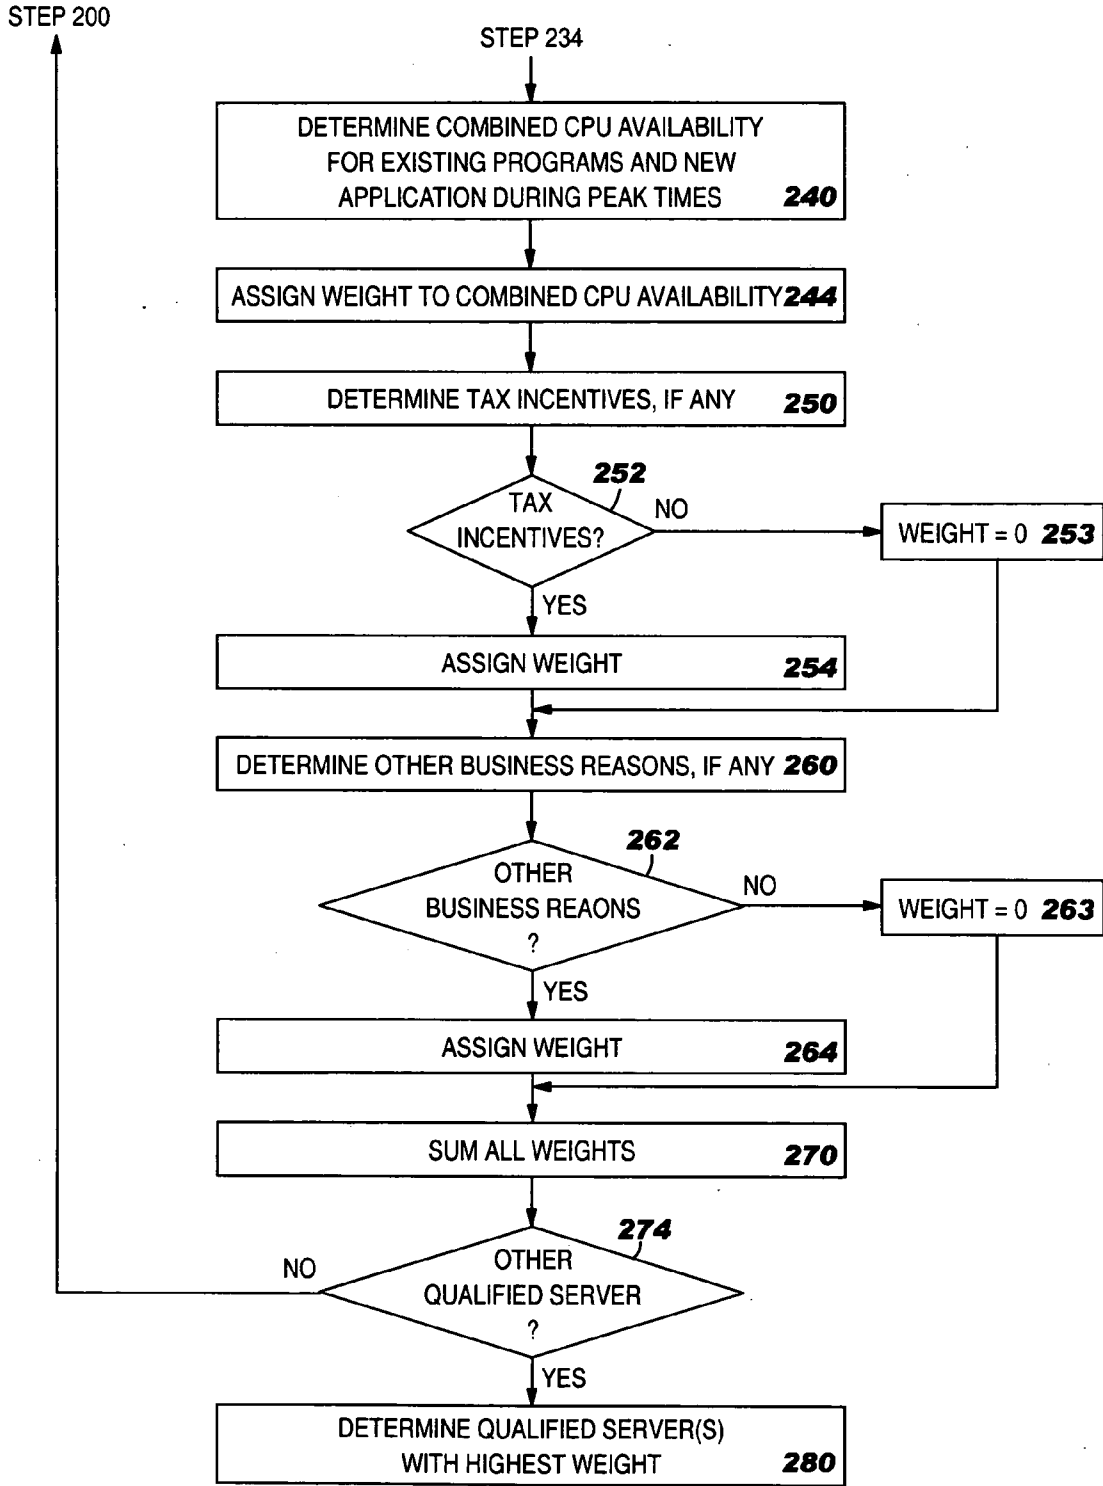 STEP 200
STEP 234
DETERMINE COMBINED CPU AVAILABILITY
FOR EXISTING PROGRAMS AND NEW
APPLICATION DURING PEAK TIMES 240
ASSIGN WEIGHT TO COMBINED CPU AVAILABILITY 244
DETERMINE TAX INCENTIVES, IF ANY 250
252
TAX
INCENTIVES?
NO
WEIGHT = 0 253
YES
ASSIGN WEIGHT 254
DETERMINE OTHER BUSINESS REASONS, IF ANY 260
262
OTHER
BUSINESS REAONS
?
NO
WEIGHT = 0 263
YES
ASSIGN WEIGHT 264
SUM ALL WEIGHTS 270
274
OTHER
QUALIFIED SERVER
?
NO
YES
DETERMINE QUALIFIED SERVER(S)
WITH HIGHEST WEIGHT 280